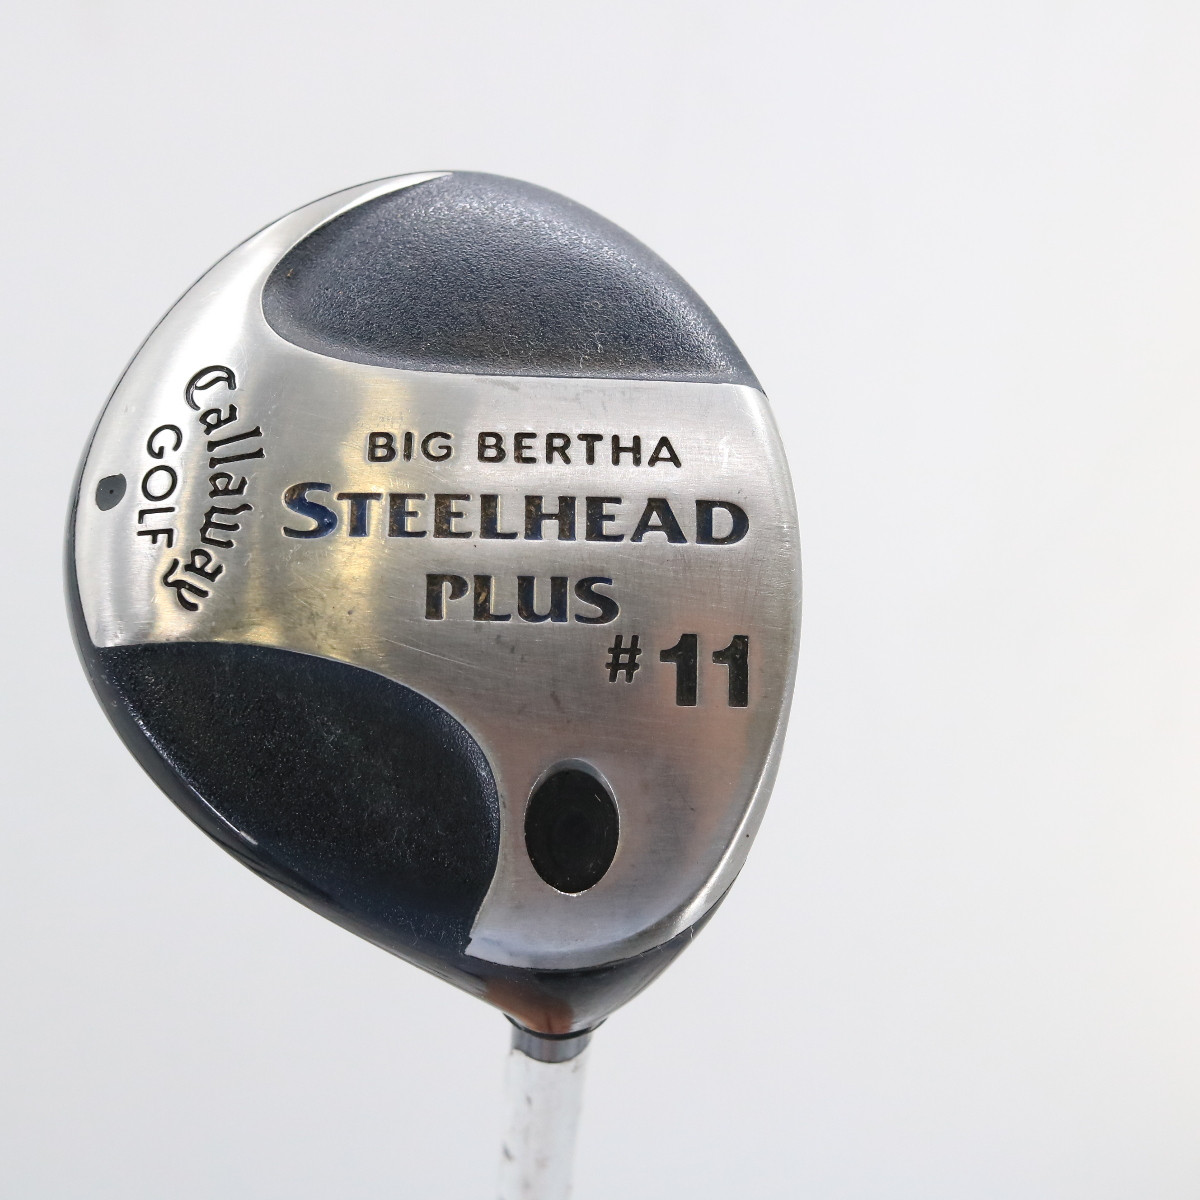 BIG BERTHA
STEELHEAD
PLUS
#11
Callaway
GOLF